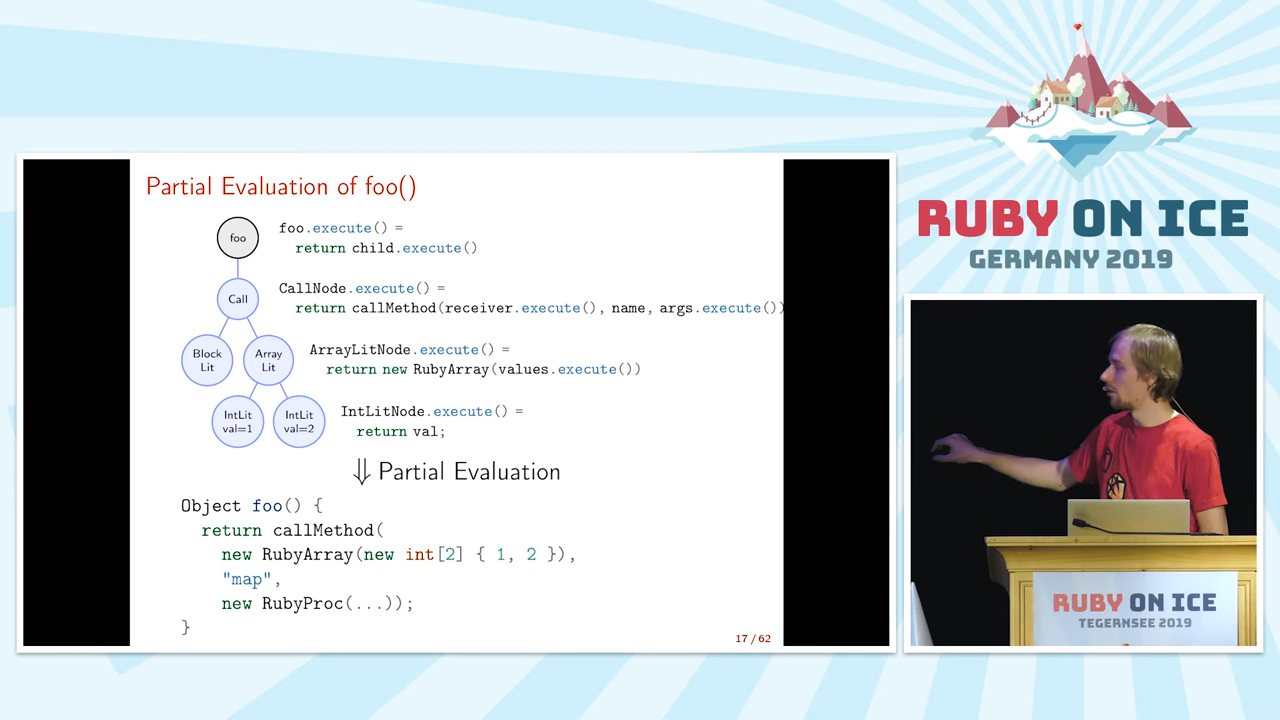 RUBY ON ICE
GERMANY 2019
Partial Evaluation of foo()
foo
foo.execute() =
return child.execute()
Call
CallNode.execute() =
return callMethod(receiver.execute(), name, args.execute())
Block
Lit
Array
Lit
ArrayLitNode.execute() =
return new RubyArray(values.execute())
IntLit
val=1
IntLit
val=2
IntLitNode.execute() =
return val;
⇓ Partial Evaluation
Object foo() {
return callMethod(
new RubyArray(new int[2] { 1, 2 }),
"map",
new RubyProc(...));
}
17 / 62
RUBY ON ICE
TEGERNSEE 2019